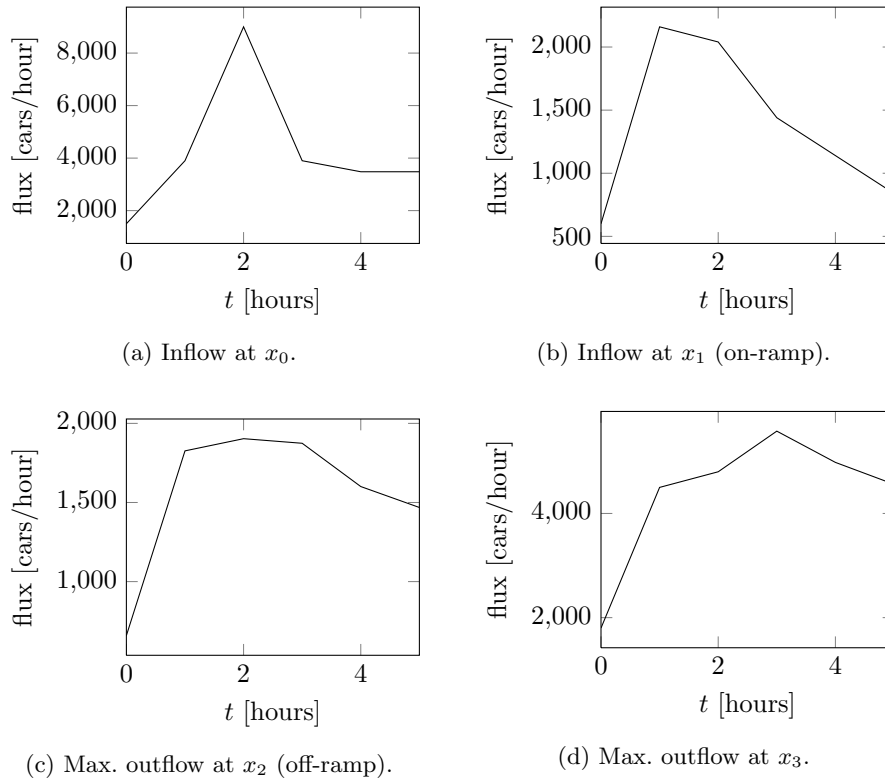 8,000
6,000
4,000
2,000
flux [cars/hour]
0
2
4
t [hours]
(a) Inflow at x0.
2,000
1,500
1,000
500
flux [cars/hour]
0
2
4
t [hours]
(b) Inflow at x1 (on-ramp).
2,000
1,500
1,000
flux [cars/hour]
0
2
4
t [hours]
(c) Max. outflow at x2 (off-ramp).
4,000
2,000
flux [cars/hour]
0
2
4
t [hours]
(d) Max. outflow at x3.